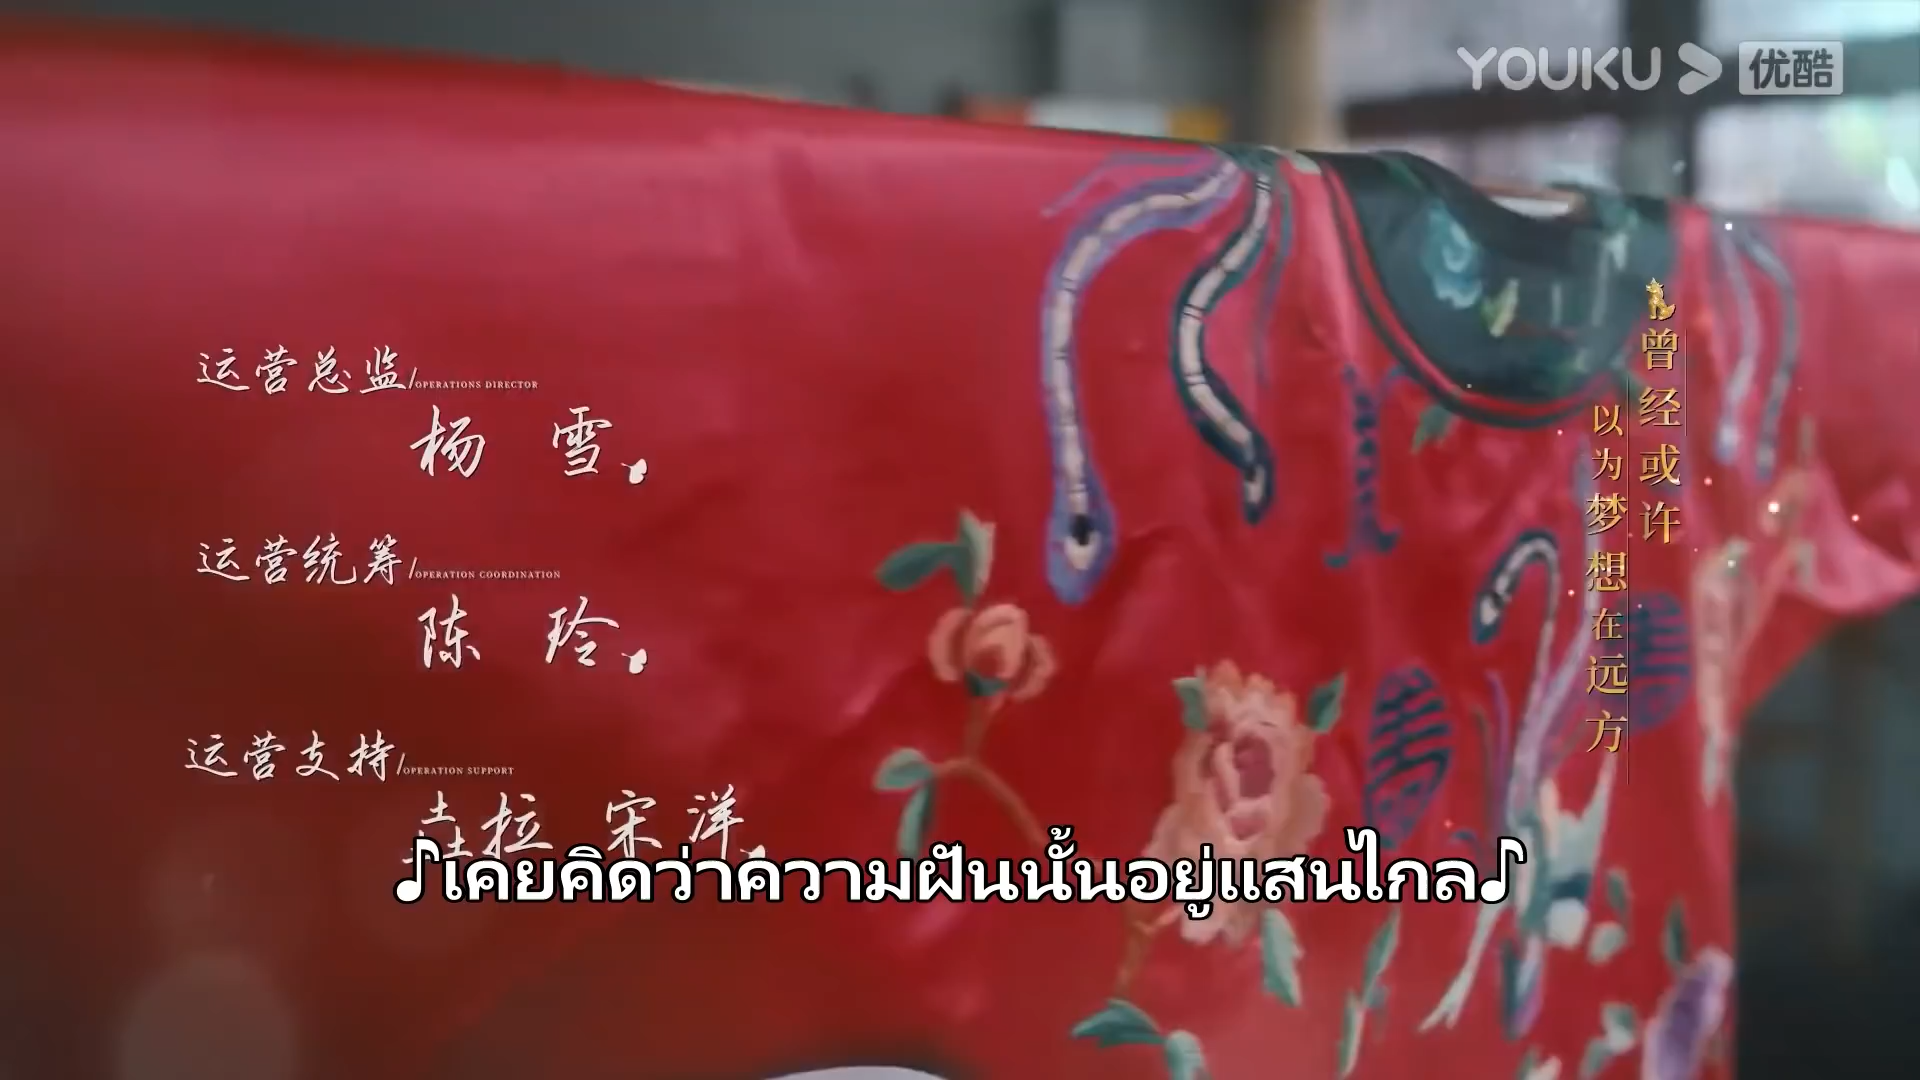 YOUKU 优酷
运营总监/OPERATIONS DIRECTOR
杨 雪
运营统筹/OPERATION COORDINATION
陈 玲
运营支持/OPERATION SUPPORT
垚拉 宋洋
曾经或许
以为梦想在远方
♪เคยคิดว่าความฝันนั้นอยู่แสนไกล♪